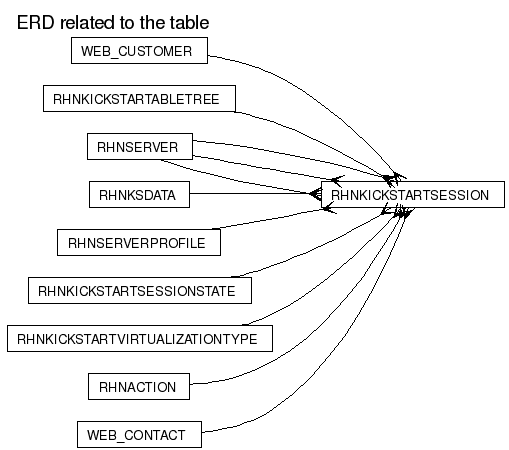 ERD related to the table
WEB_CUSTOMER
RHNKICKSTARTABLETREE
RHNSERVER
RHNKSDATA
RHNKICKSTARTSESSION
RHNSERVERPROFILE
RHNKICKSTARTSESSIONSTATE
RHNKICKSTARTVIRTUALIZATIONTYPE
RHNACTION
WEB_CONTACT